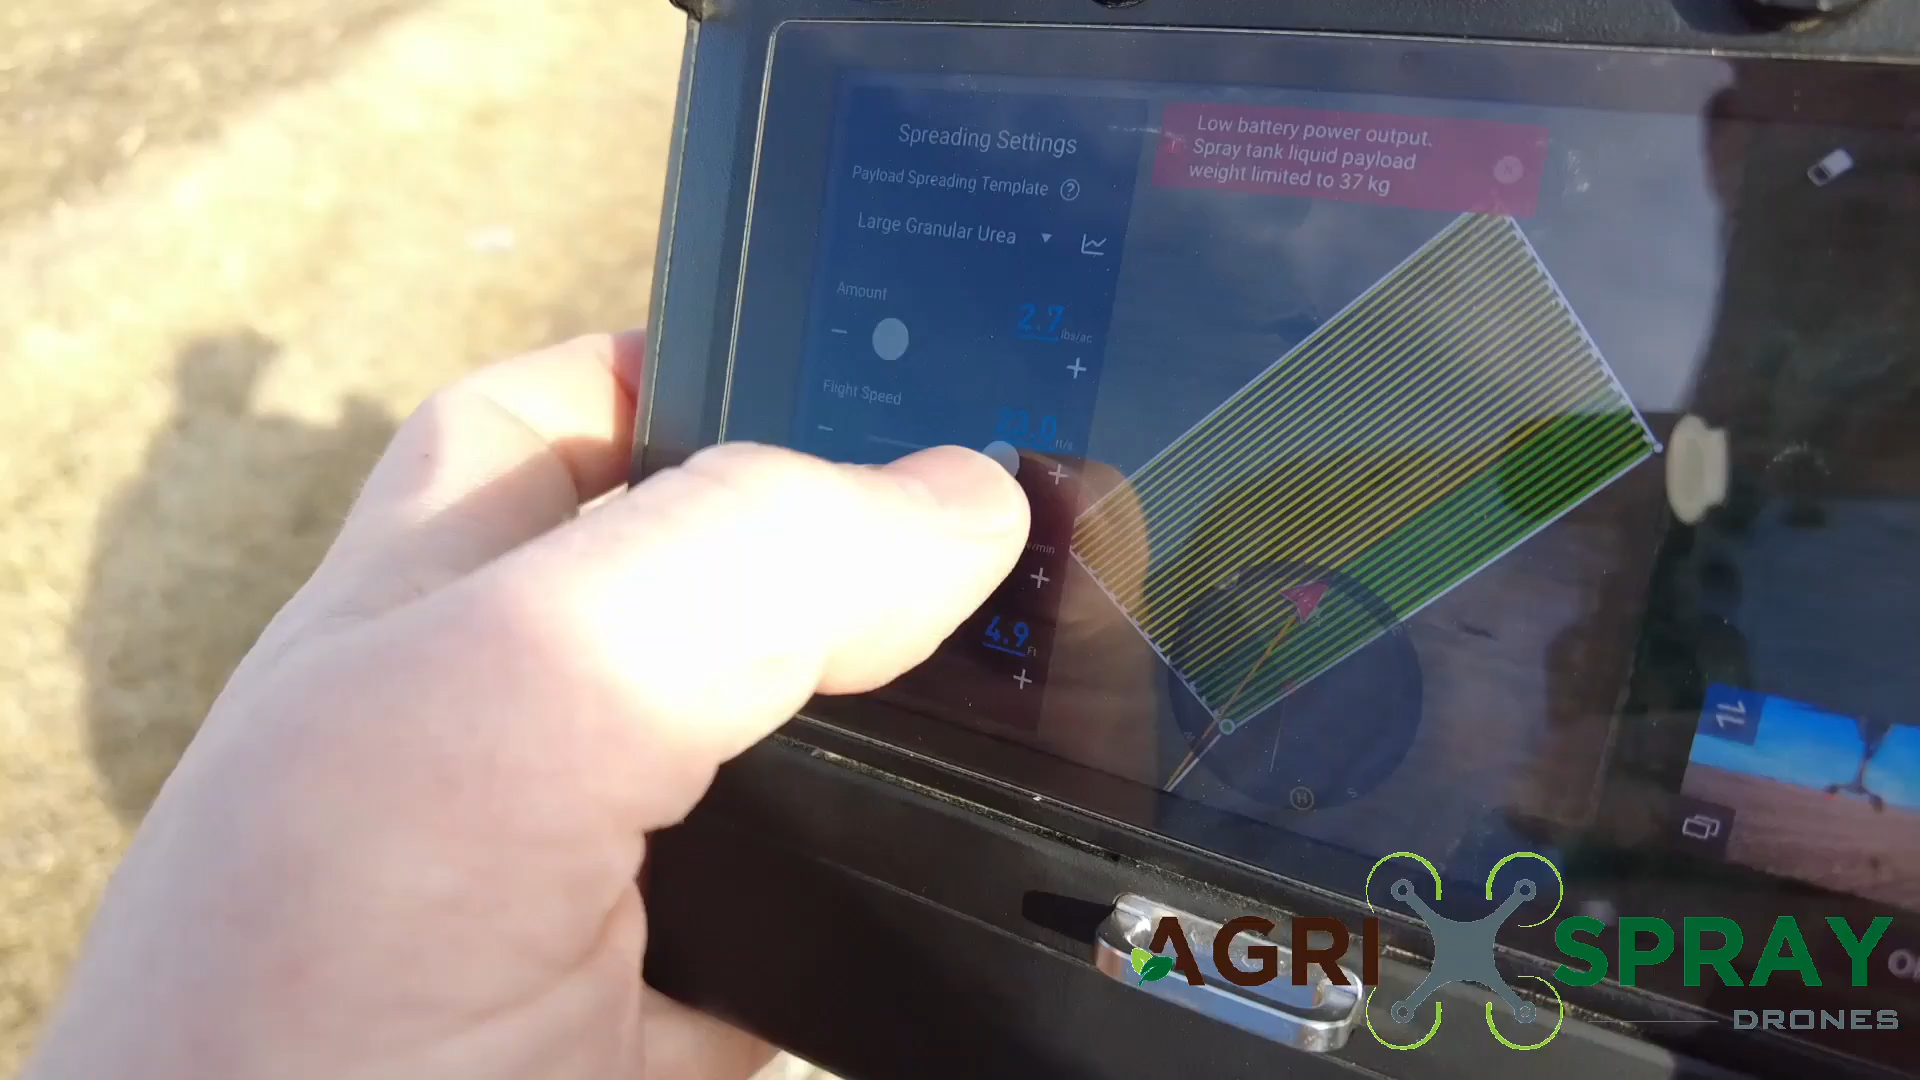 Spreading Settings
Payload Spreading Template ?
Large Granular Urea
Amount
2.7 lbs/ac
Flight Speed
ft/s
4.9 Ft
Low battery power output.
Spray tank liquid payload
weight limited to 37 kg
H
S
AGRI SPRAY
DRONES